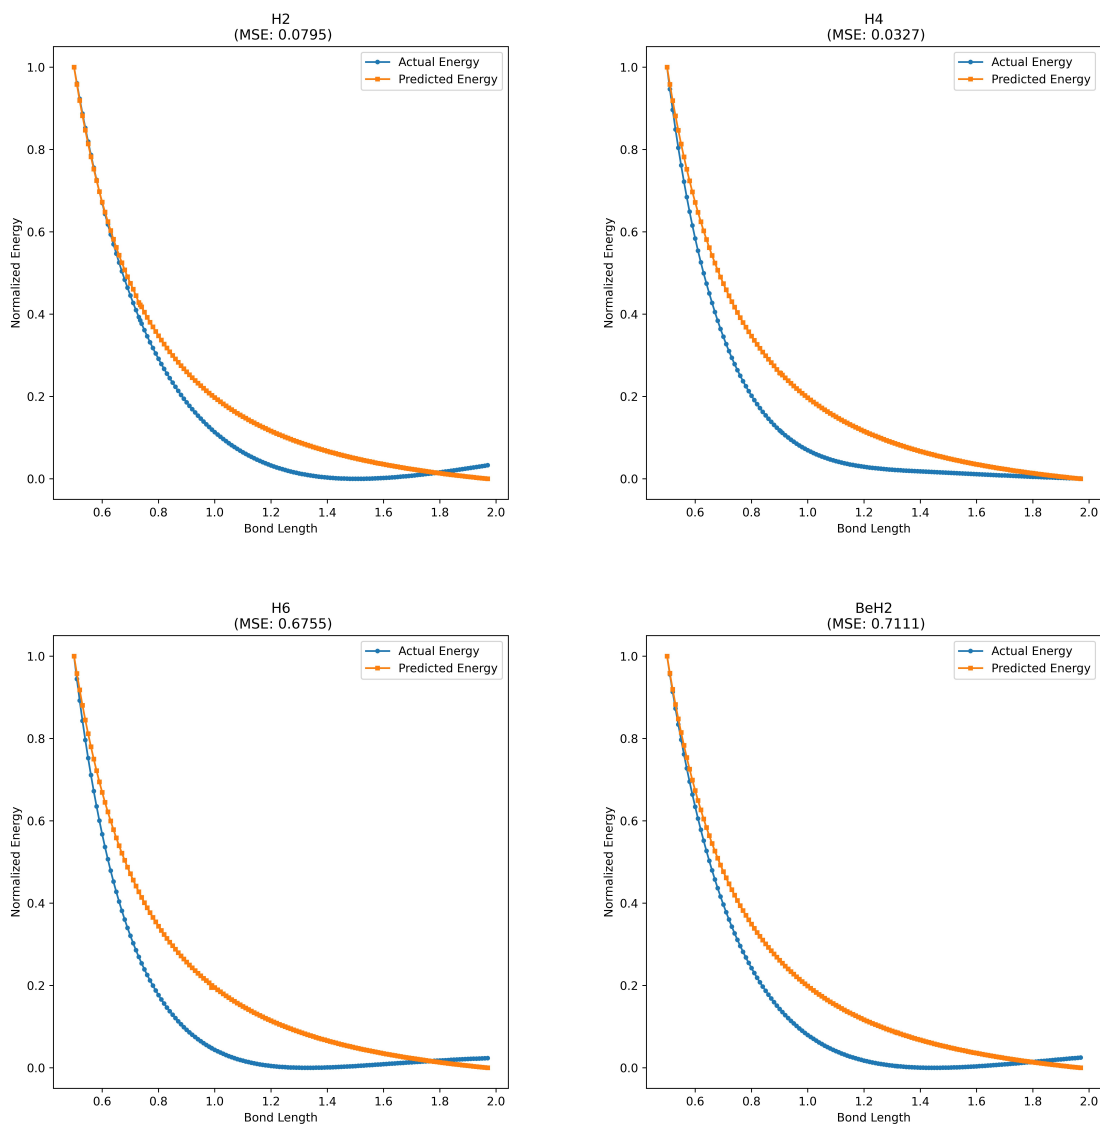 H2
(MSE: 0.0795)
Actual Energy
Predicted Energy
Normalized Energy
1.0
0.8
0.6
0.4
0.2
0.0
0.6 0.8 1.0 1.2 1.4 1.6 1.8 2.0
Bond Length
H4
(MSE: 0.0327)
Actual Energy
Predicted Energy
Normalized Energy
1.0
0.8
0.6
0.4
0.2
0.0
0.6 0.8 1.0 1.2 1.4 1.6 1.8 2.0
Bond Length
H6
(MSE: 0.6755)
Actual Energy
Predicted Energy
Normalized Energy
1.0
0.8
0.6
0.4
0.2
0.0
0.6 0.8 1.0 1.2 1.4 1.6 1.8 2.0
Bond Length
BeH2
(MSE: 0.7111)
Actual Energy
Predicted Energy
Normalized Energy
1.0
0.8
0.6
0.4
0.2
0.0
0.6 0.8 1.0 1.2 1.4 1.6 1.8 2.0
Bond Length